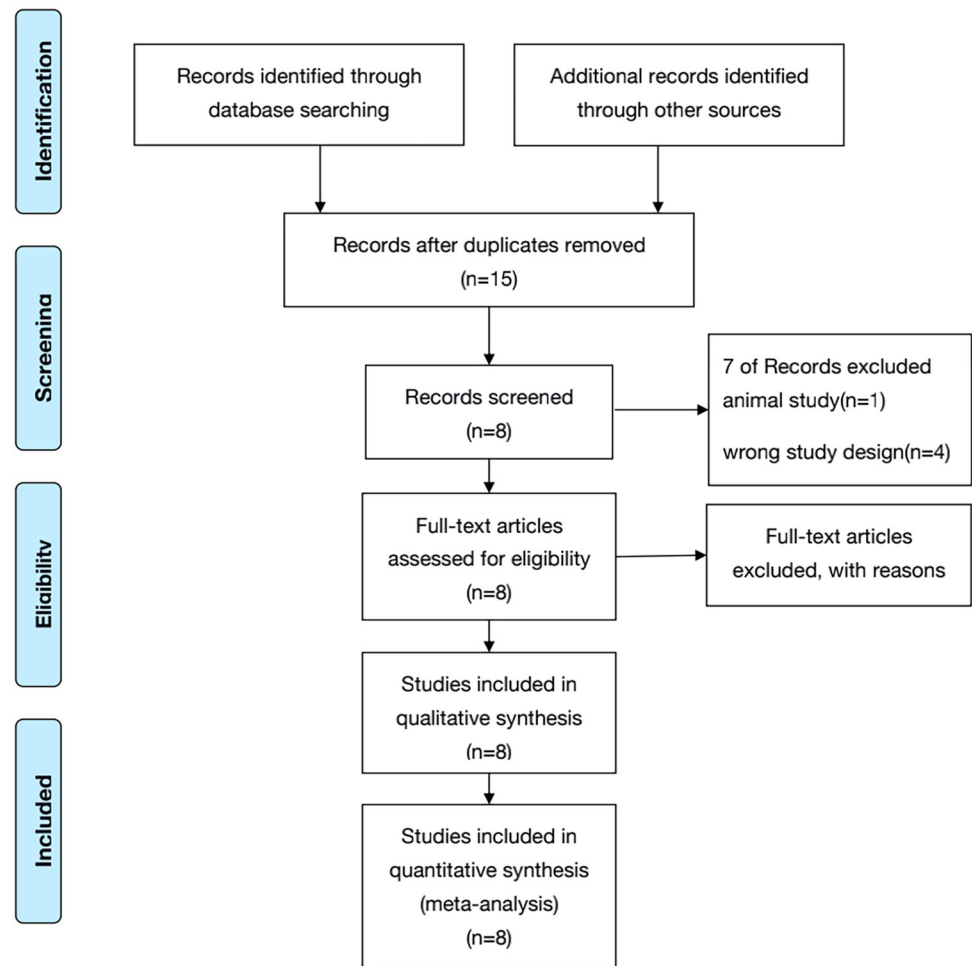 Identification
Records identified through
database searching
Additional records identified
through other sources
Records after duplicates removed
(n=15)
Screening
Records screened
(n=8)
7 of Records excluded
animal study(n=1)
wrong study design(n=4)
Eligibility
Full-text articles
assessed for eligibility
(n=8)
Full-text articles
excluded, with reasons
Studies included in
qualitative synthesis
(n=8)
Included
Studies included in
quantitative synthesis
(meta-analysis)
(n=8)